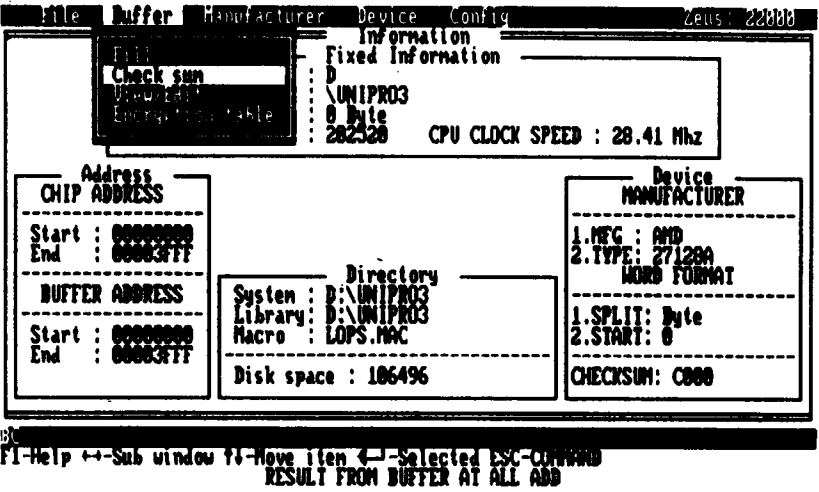 File Buffer Manufacturer Device Config Zeus: 22000
Information
Fixed Information
Edit
Check sum
: D
: \UNIPRO3
: 0 Byte
table
CPU CLOCK SPEED : 28.41 Mhz
Address
CHIP ADDRESS
Start : 00000000
End : 00003FFF
BUFFER ADDRESS
Start : 00000000
End : 00003FFF
Directory
System : D:\UNIPRO3
Library: D:\UNIPRO3
Macro : LOPS.MAC
Disk space : 106496
Device
MANUFACTURER
1.MFG : AMD
2.TYPE: 27128A
WORD FORMAT
1.SPLIT: Byte
2.START: 0
CHECKSUM: C000
F1-Help ↔-Sub window ↑↓-Move item ←┘-Selected ESC-COMMAND
RESULT FROM BUFFER AT ALL ADD